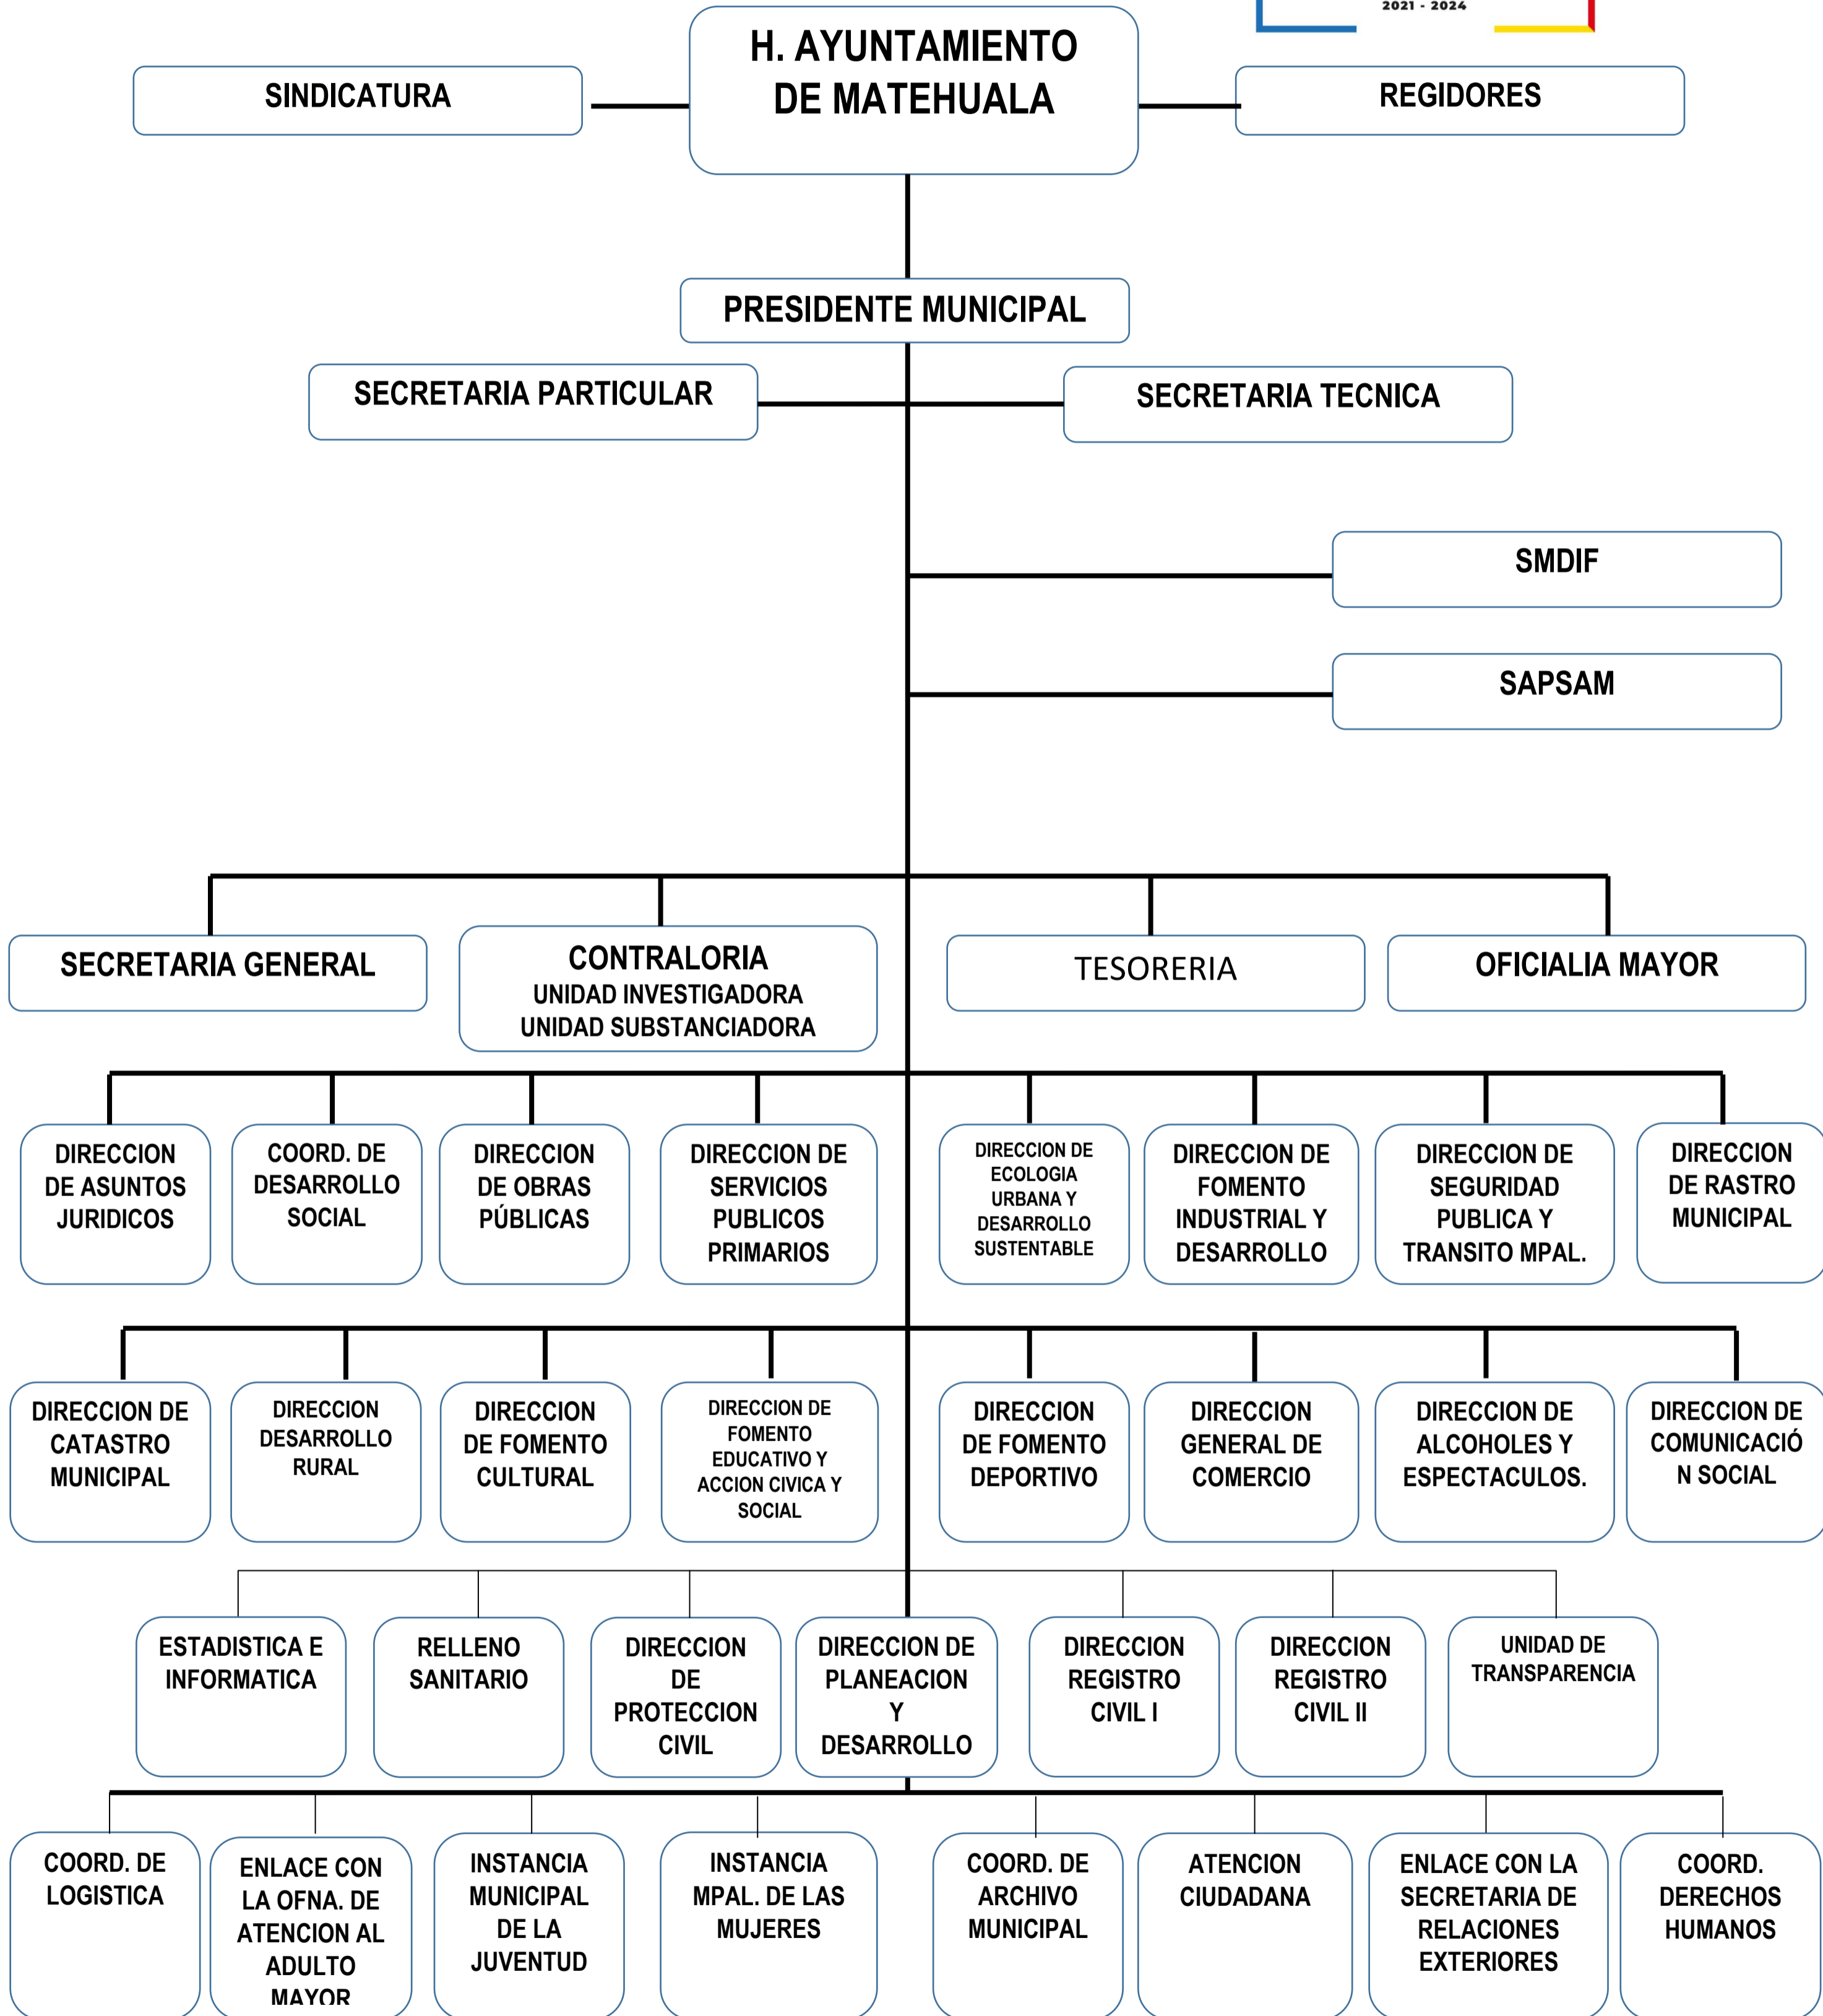 2021 - 2024
H. AYUNTAMIENTO
DE MATEHUALA
SINDICATURA
REGIDORES
PRESIDENTE MUNICIPAL
SECRETARIA PARTICULAR
SECRETARIA TECNICA
SMDIF
SAPSAM
SECRETARIA GENERAL
CONTRALORIA
UNIDAD INVESTIGADORA
UNIDAD SUBSTANCIADORA
TESORERIA
OFICIALIA MAYOR
DIRECCION
DE ASUNTOS
JURIDICOS
COORD. DE
DESARROLLO
SOCIAL
DIRECCION
DE OBRAS
PÚBLICAS
DIRECCION DE
SERVICIOS
PUBLICOS
PRIMARIOS
DIRECCION DE
ECOLOGIA
URBANA Y
DESARROLLO
SUSTENTABLE
DIRECCION DE
FOMENTO
INDUSTRIAL Y
DESARROLLO
DIRECCION DE
SEGURIDAD
PUBLICA Y
TRANSITO MPAL.
DIRECCION
DE RASTRO
MUNICIPAL
DIRECCION DE
CATASTRO
MUNICIPAL
DIRECCION
DESARROLLO
RURAL
DIRECCION
DE FOMENTO
CULTURAL
DIRECCION DE
FOMENTO
EDUCATIVO Y
ACCION CIVICA Y
SOCIAL
DIRECCION
DE FOMENTO
DEPORTIVO
DIRECCION
GENERAL DE
COMERCIO
DIRECCION DE
ALCOHOLES Y
ESPECTACULOS.
DIRECCION DE
COMUNICACIÓ
N SOCIAL
ESTADISTICA E
INFORMATICA
RELLENO
SANITARIO
DIRECCION
DE
PROTECCION
CIVIL
DIRECCION DE
PLANEACION
Y
DESARROLLO
DIRECCION
REGISTRO
CIVIL I
DIRECCION
REGISTRO
CIVIL II
UNIDAD DE
TRANSPARENCIA
COORD. DE
LOGISTICA
ENLACE CON
LA OFNA. DE
ATENCION AL
ADULTO
MAYOR
INSTANCIA
MUNICIPAL
DE LA
JUVENTUD
INSTANCIA
MPAL. DE LAS
MUJERES
COORD. DE
ARCHIVO
MUNICIPAL
ATENCION
CIUDADANA
ENLACE CON LA
SECRETARIA DE
RELACIONES
EXTERIORES
COORD.
DERECHOS
HUMANOS